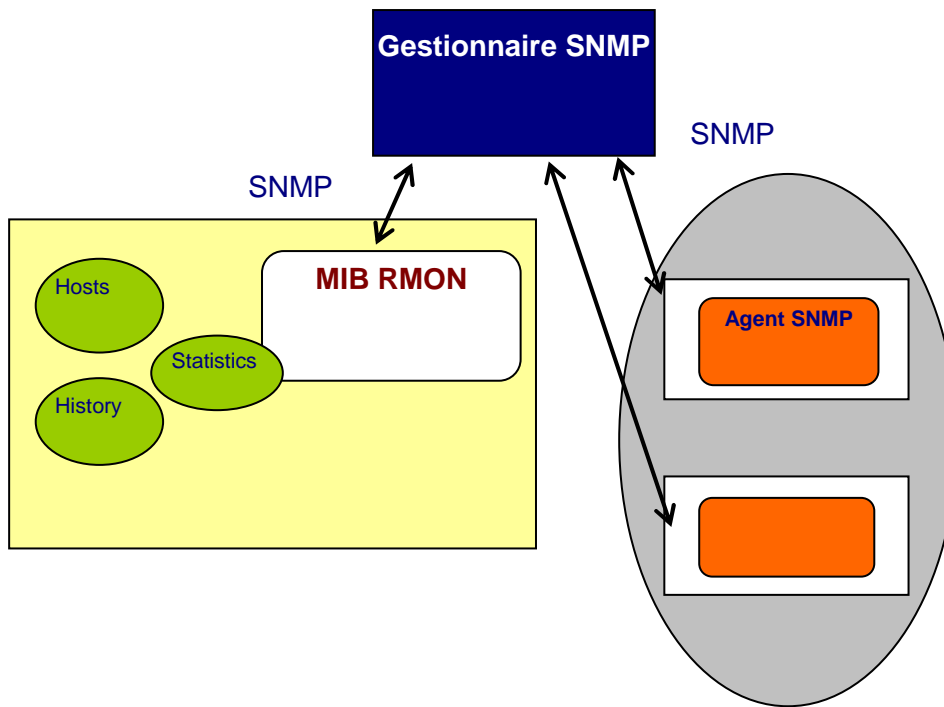 Gestionnaire SNMP
SNMP
SNMP
MIB RMON
Hosts
Statistics
History
Agent SNMP